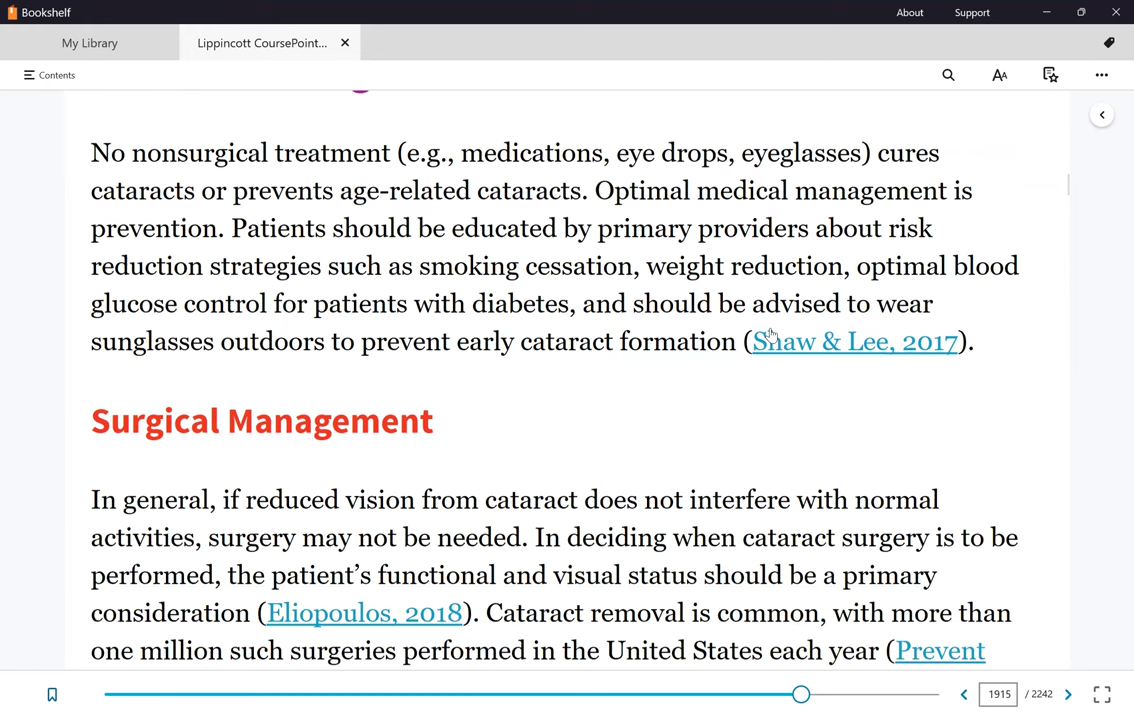 Bookshelf
About
Support
My Library
Lippincott CoursePoint...
Contents
No nonsurgical treatment (e.g., medications, eye drops, eyeglasses) cures
cataracts or prevents age-related cataracts. Optimal medical management is
prevention. Patients should be educated by primary providers about risk
reduction strategies such as smoking cessation, weight reduction, optimal blood
glucose control for patients with diabetes, and should be advised to wear
sunglasses outdoors to prevent early cataract formation (Shaw & Lee, 2017).
Surgical Management
In general, if reduced vision from cataract does not interfere with normal
activities, surgery may not be needed. In deciding when cataract surgery is to be
performed, the patient’s functional and visual status should be a primary
consideration (Eliopoulos, 2018). Cataract removal is common, with more than
one million such surgeries performed in the United States each year (Prevent
1915 / 2242